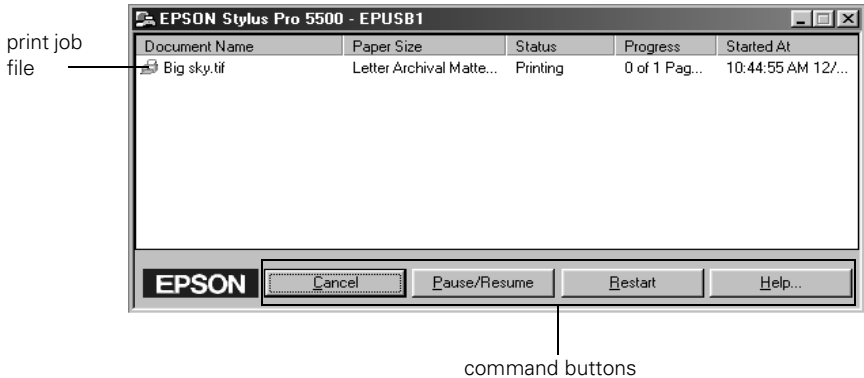 EPSON Stylus Pro 5500 - EPUSB1
print job
file
Document Name Paper Size Status Progress Started At
Big sky.tif Letter Archival Matte... Printing 0 of 1 Pag... 10:44:55 AM 12/...
EPSON Cancel Pause/Resume Restart Help...
command buttons